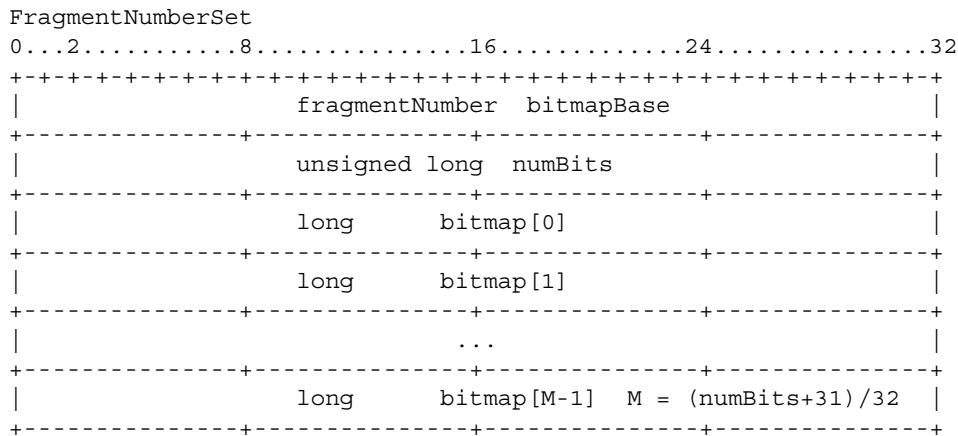 FragmentNumberSet
0...2...........8...............16.............24...............32
+-+-+-+-+-+-+-+-+-+-+-+-+-+-+-+-+-+-+-+-+-+-+-+-+-+-+-+-+-+-+-+-+
| fragmentNumber bitmapBase |
+---------------+---------------+---------------+---------------+
| unsigned long numBits |
+---------------+---------------+---------------+---------------+
| long bitmap[0] |
+---------------+---------------+---------------+---------------+
| long bitmap[1] |
+---------------+---------------+---------------+---------------+
| ... |
+---------------+---------------+---------------+---------------+
| long bitmap[M-1] M = (numBits+31)/32 |
+---------------+---------------+---------------+---------------+